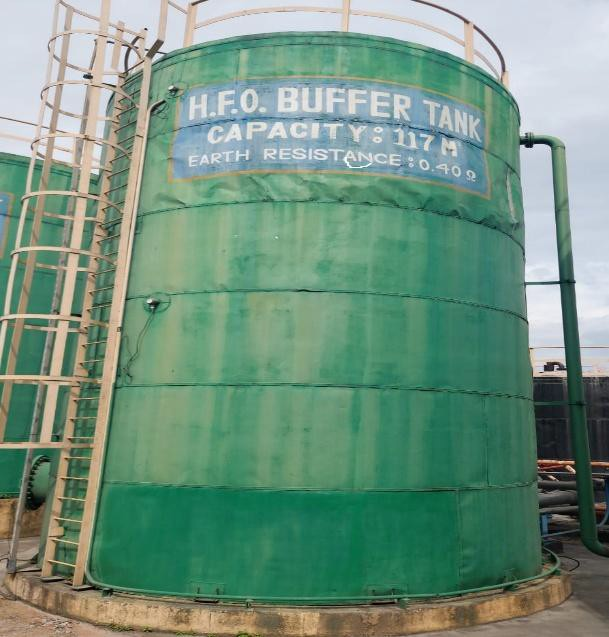 H.F.O. BUFFER TANK
CAPACITY: 117 M
EARTH RESISTANCE: 0.40 Ω